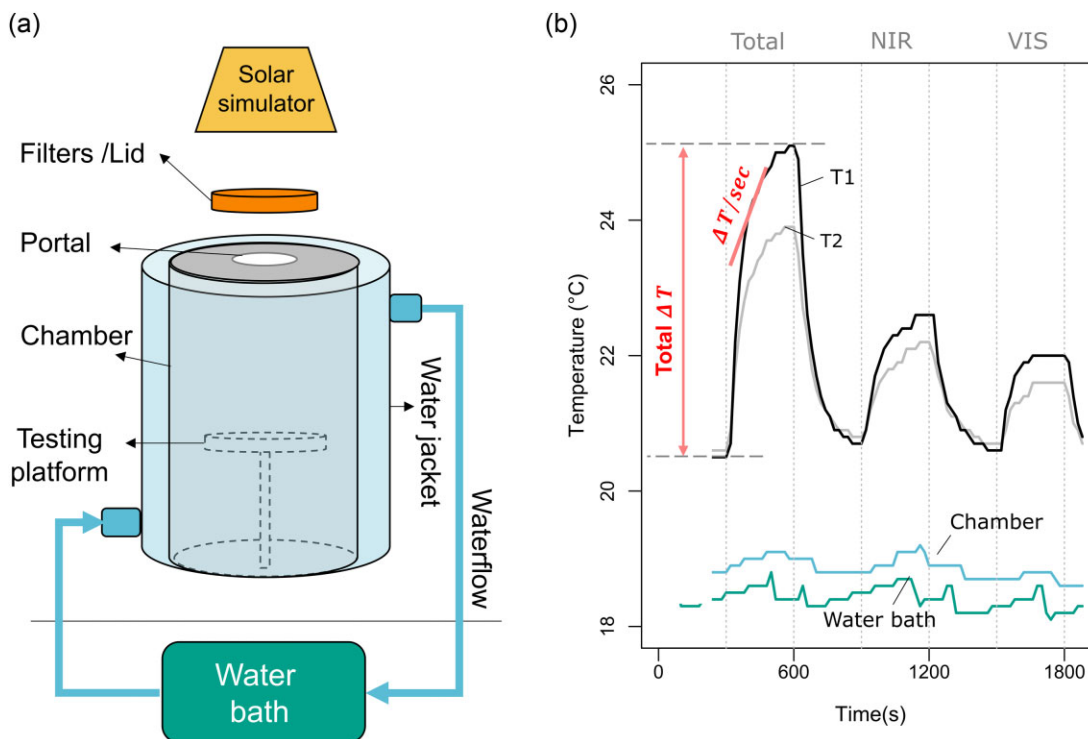 (a)
Solar
simulator
Filters /Lid
Portal
Chamber
Testing
platform
Water jacket
Waterflow
Water
bath
(b)
Total NIR VIS
26
24
22
20
18
Temperature (°C)
Total ΔT
ΔT/sec
T1
T2
Chamber
Water bath
0 600 1200 1800
Time(s)